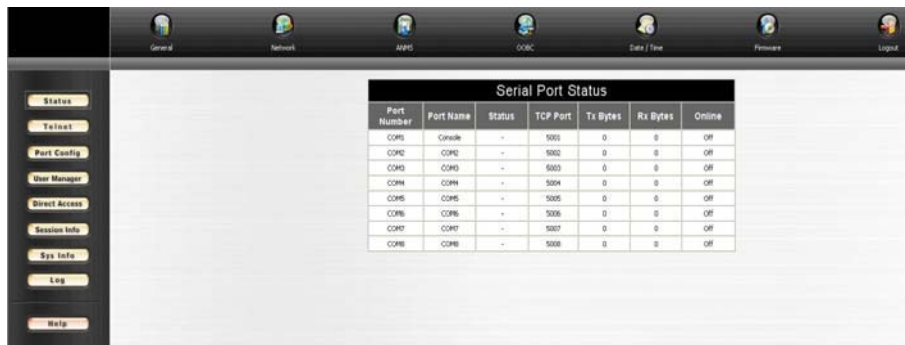 General Network ANMS OOBC Date / Time Firmware Logout
Status
Telnet
Port Config
User Manager
Direct Access
Session Info
Sys Info
Log
Help
Serial Port Status
Port Number Port Name Status TCP Port Tx Bytes Rx Bytes Online
COM1 Console - 5001 0 0 Off
COM2 COM2 - 5002 0 0 Off
COM3 COM3 - 5003 0 0 Off
COM4 COM4 - 5004 0 0 Off
COM5 COM5 - 5005 0 0 Off
COM6 COM6 - 5006 0 0 Off
COM7 COM7 - 5007 0 0 Off
COM8 COM8 - 5008 0 0 Off